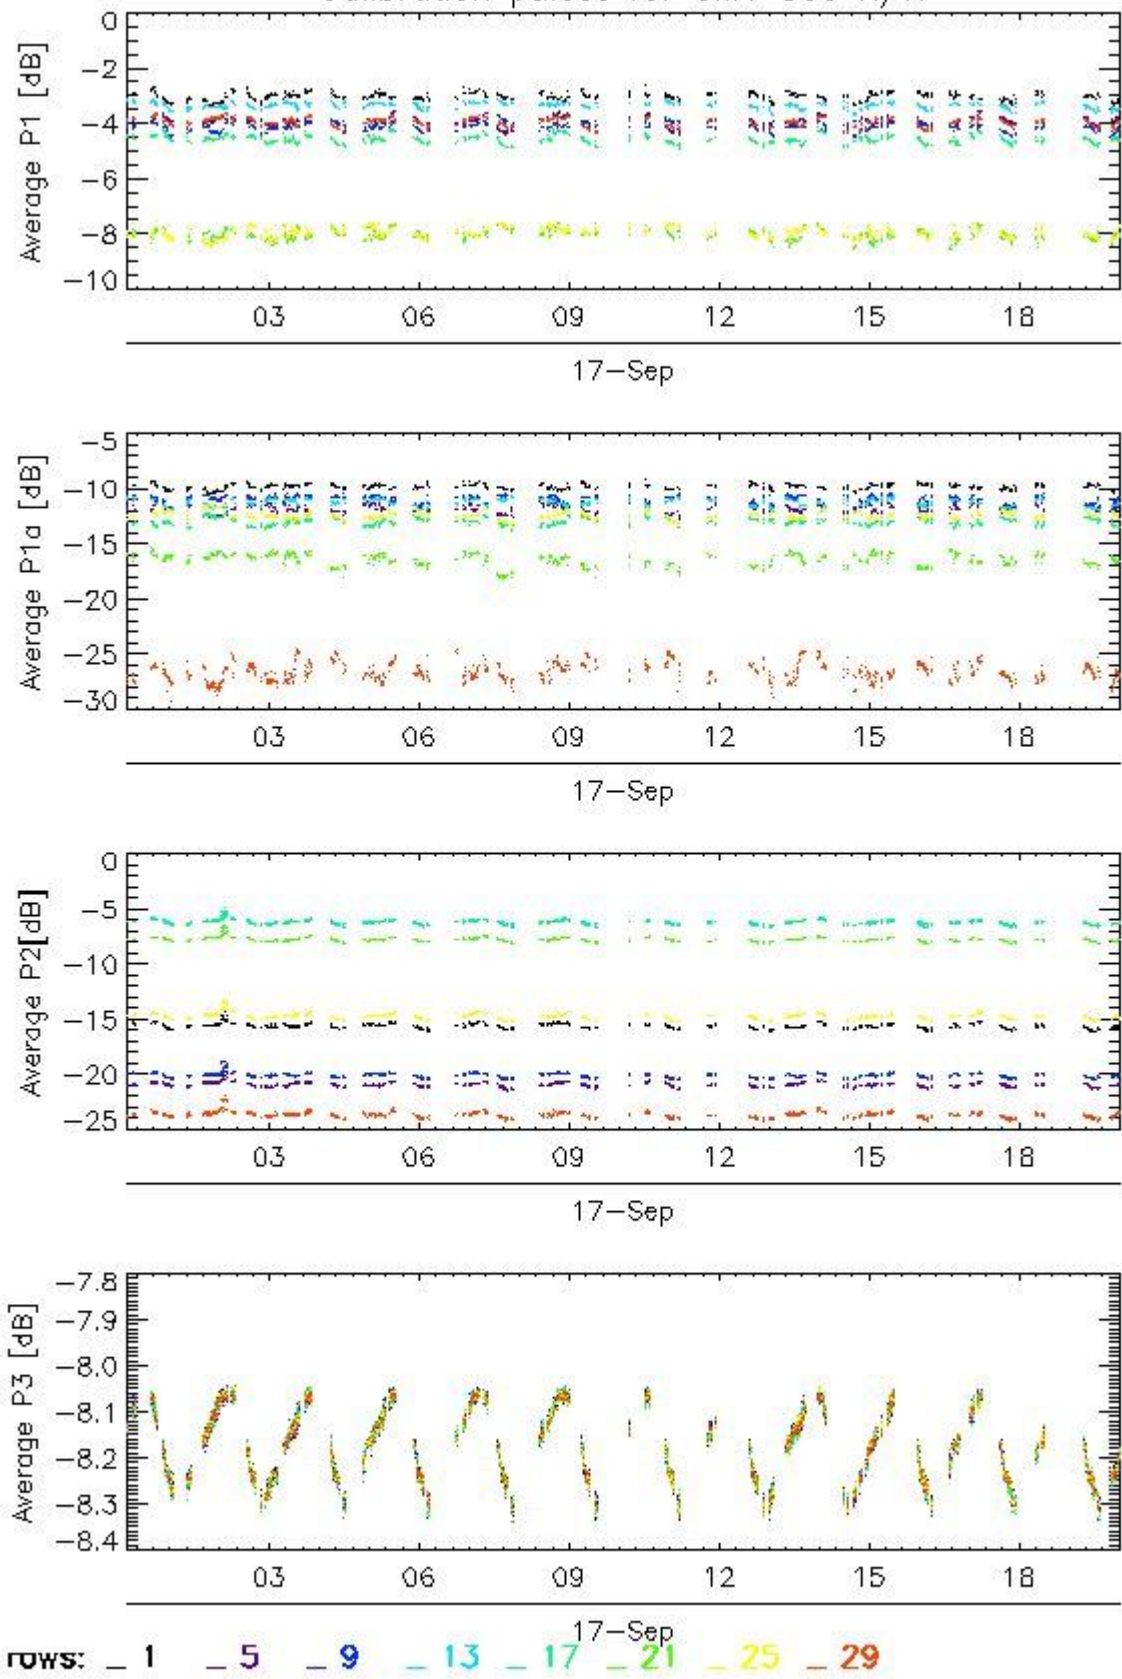 0
Average P1 [dB]
−2
−4
−6
−8
−10
03 06 09 12 15 18
17−Sep
−5
Average P1a [dB]
−10
−15
−20
−25
−30
03 06 09 12 15 18
17−Sep
0
Average P2[dB]
−5
−10
−15
−20
−25
03 06 09 12 15 18
17−Sep
−7.8
Average P3 [dB]
−7.9
−8.0
−8.1
−8.2
−8.3
−8.4
03 06 09 12 15 18
17−Sep
rows: _ 1 _ 5 _ 9 _ 13 _ 17 _ 21 _ 25 _ 29